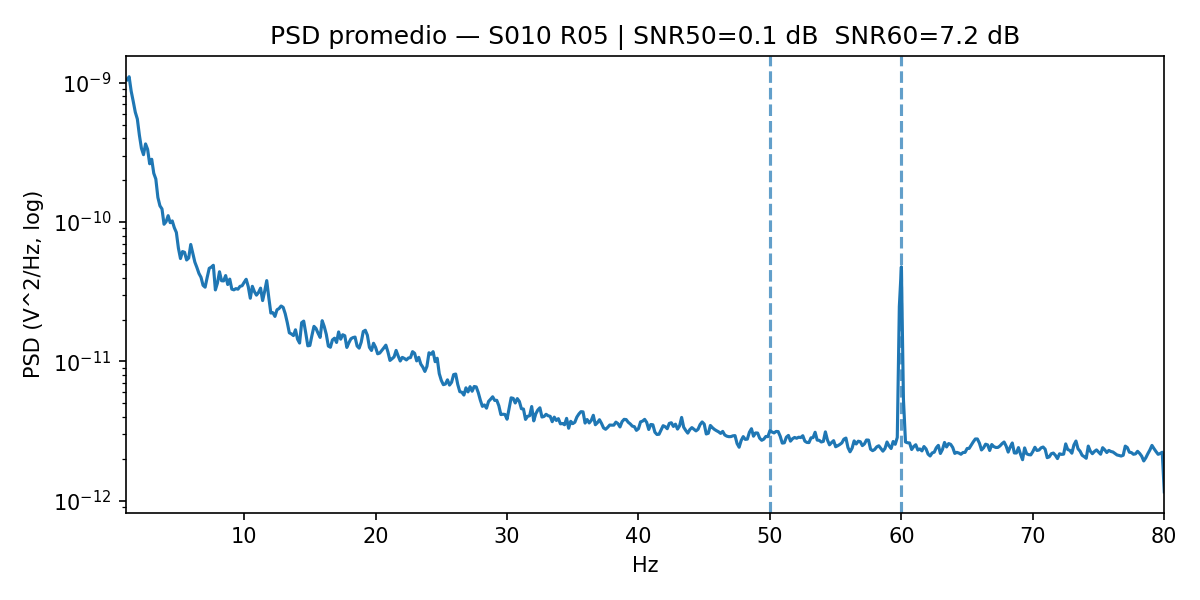 PSD promedio — S010 R05 | SNR50=0.1 dB  SNR60=7.2 dB
PSD (V^2/Hz, log)
10⁻⁹
10⁻¹⁰
10⁻¹¹
10⁻¹²
10 20 30 40 50 60 70 80
Hz